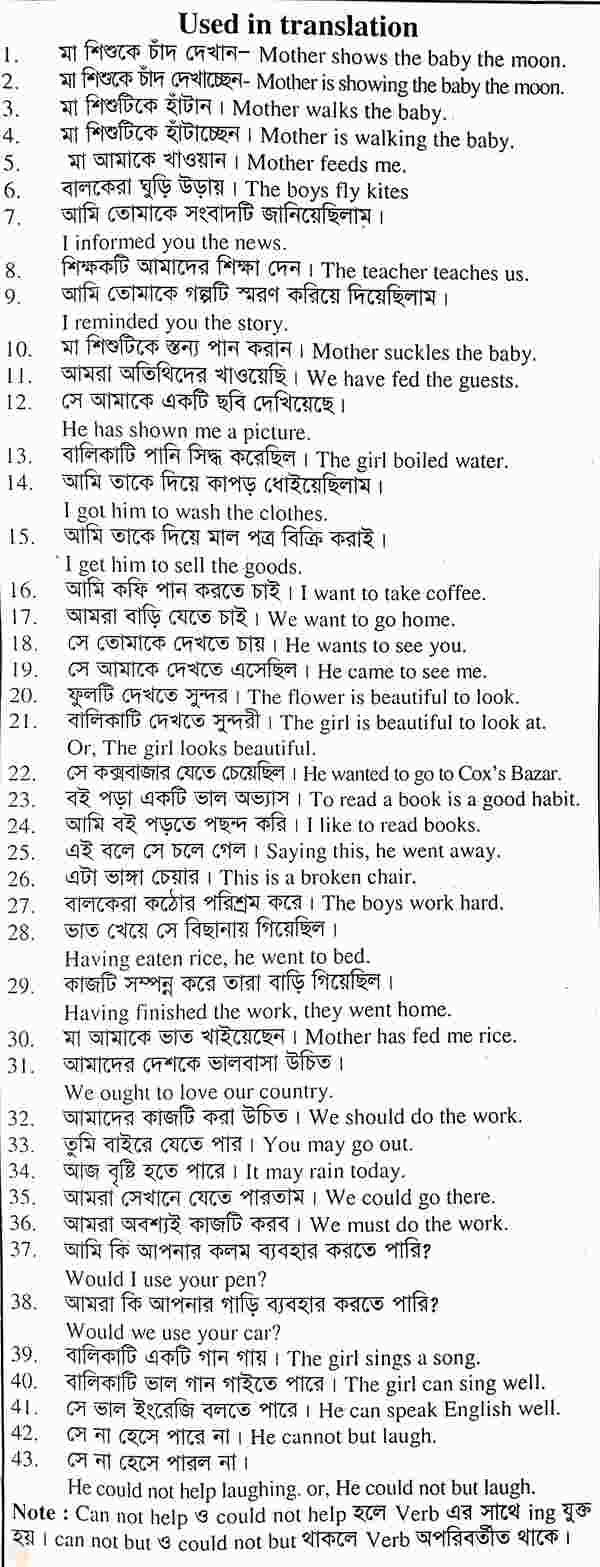 Used in translation
1. মা শিশুকে চাঁদ দেখান– Mother shows the baby the moon.
2. মা শিশুকে চাঁদ দেখাচ্ছেন- Mother is showing the baby the moon.
3. মা শিশুটিকে হাঁটান। Mother walks the baby.
4. মা শিশুটিকে হাঁটাচ্ছেন। Mother is walking the baby.
5. মা আমাকে খাওয়ান। Mother feeds me.
6. বালকেরা ঘুড়ি উড়ায়। The boys fly kites
7. আমি তোমাকে সংবাদটি জানিয়েছিলাম।
I informed you the news.
8. শিক্ষকটি আমাদের শিক্ষা দেন। The teacher teaches us.
9. আমি তোমাকে গল্পটি স্মরণ করিয়ে দিয়েছিলাম।
I reminded you the story.
10. মা শিশুটিকে স্তন্য পান করান। Mother suckles the baby.
11. আমরা অতিথিদের খাওয়েছি। We have fed the guests.
12. সে আমাকে একটি ছবি দেখিয়েছে।
He has shown me a picture.
13. বালিকাটি পানি সিদ্ধ করেছিল। The girl boiled water.
14. আমি তাকে দিয়ে কাপড় ধোইয়েছিলাম।
I got him to wash the clothes.
15. আমি তাকে দিয়ে মাল পত্র বিক্রি করাই।
I get him to sell the goods.
16. আমি কফি পান করতে চাই। I want to take coffee.
17. আমরা বাড়ি যেতে চাই। We want to go home.
18. সে তোমাকে দেখতে চায়। He wants to see you.
19. সে আমাকে দেখতে এসেছিল। He came to see me.
20. ফুলটি দেখতে সুন্দর। The flower is beautiful to look.
21. বালিকাটি দেখতে সুন্দরী। The girl is beautiful to look at.
Or, The girl looks beautiful.
22. সে কক্সবাজার যেতে চেয়েছিল। He wanted to go to Cox's Bazar.
23. বই পড়া একটি ভাল অভ্যাস। To read a book is a good habit.
24. আমি বই পড়তে পছন্দ করি। I like to read books.
25. এই বলে সে চলে গেল। Saying this, he went away.
26. এটা ভাঙ্গা চেয়ার। This is a broken chair.
27. বালকেরা কঠোর পরিশ্রম করে। The boys work hard.
28. ভাত খেয়ে সে বিছানায় গিয়েছিল।
Having eaten rice, he went to bed.
29. কাজটি সম্পন্ন করে তারা বাড়ি গিয়েছিল।
Having finished the work, they went home.
30. মা আমাকে ভাত খাইয়েছেন। Mother has fed me rice.
31. আমাদের দেশকে ভালবাসা উচিত।
We ought to love our country.
32. আমাদের কাজটি করা উচিত। We should do the work.
33. তুমি বাইরে যেতে পার। You may go out.
34. আজ বৃষ্টি হতে পারে। It may rain today.
35. আমরা সেখানে যেতে পারতাম। We could go there.
36. আমরা অবশ্যই কাজটি করব। We must do the work.
37. আমি কি আপনার কলম ব্যবহার করতে পারি?
Would I use your pen?
38. আমরা কি আপনার গাড়ি ব্যবহার করতে পারি?
Would we use your car?
39. বালিকাটি একটি গান গায়। The girl sings a song.
40. বালিকাটি ভাল গান গাইতে পারে। The girl can sing well.
41. সে ভাল ইংরেজি বলতে পারে। He can speak English well.
42. সে না হেসে পারে না। He cannot but laugh.
43. সে না হেসে পারল না।
He could not help laughing. or, He could not but laugh.
Note : Can not help ও could not help হলে Verb এর সাথে ing যুক্ত
হয়। can not but ও could not but থাকলে Verb অপরিবর্তীত থাকে।